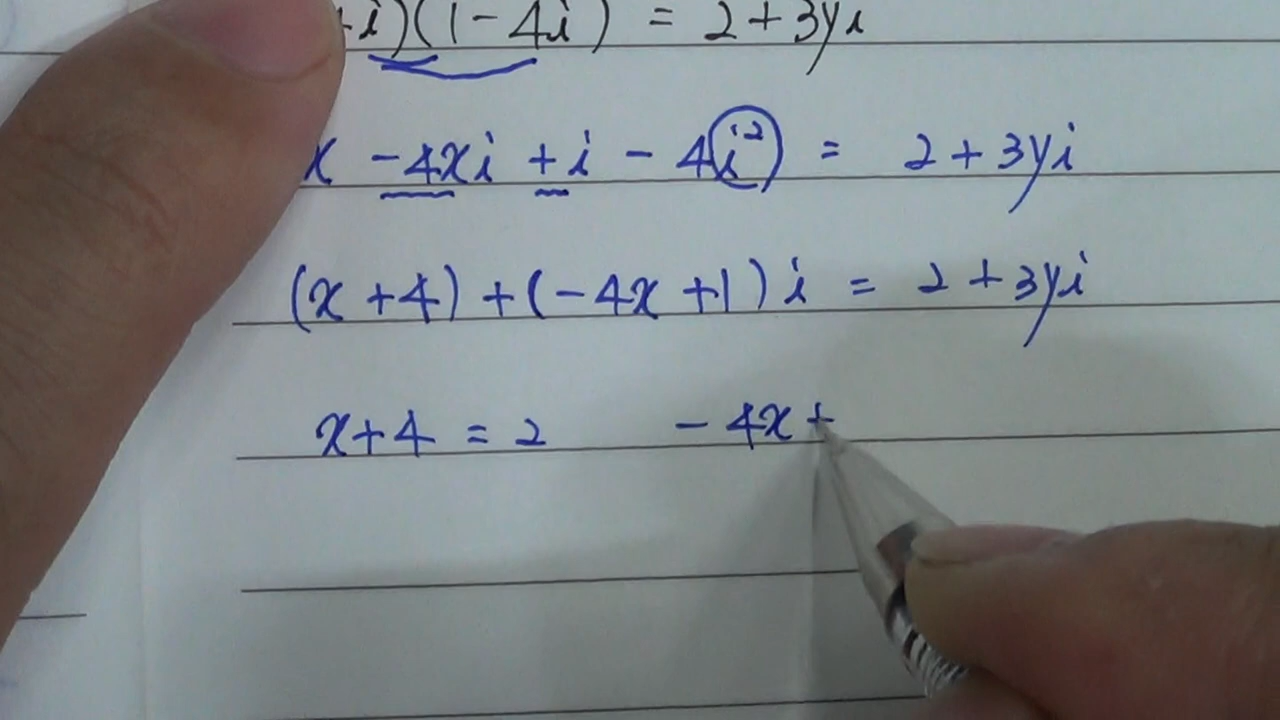 +i)(1-4i) = 2+3yi
x -4xi +i - 4i² = 2+3yi
(x+4)+(-4x+1)i = 2+3yi
x+4 = 2 -4x+